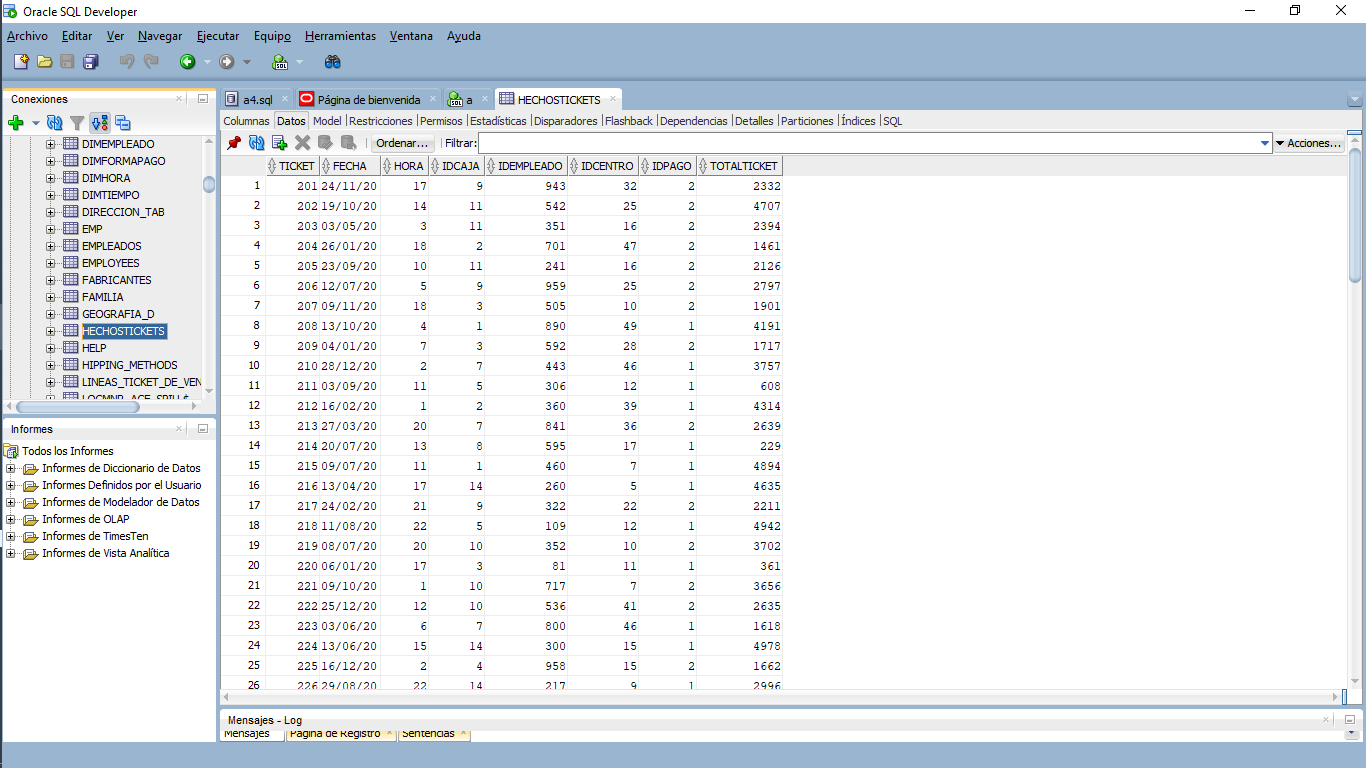 Oracle SQL Developer
Archivo Editar Ver Navegar Ejecutar Equipo Herramientas Ventana Ayuda
Conexiones
DIMEMPLEADO
DIMFORMAPAGO
DIMHORA
DIMTIEMPO
DIRECCION_TAB
EMP
EMPLEADOS
EMPLOYEES
FABRICANTES
FAMILIA
GEOGRAFIA_D
HECHOSTICKETS
HELP
HIPPING_METHODS
LINEAS_TICKET_DE_VEN
Informes
Todos los Informes
Informes de Diccionario de Datos
Informes Definidos por el Usuario
Informes de Modelador de Datos
Informes de OLAP
Informes de TimesTen
Informes de Vista Analítica
a4.sql Página de bienvenida a HECHOSTICKETS
Columnas Datos Model Restricciones Permisos Estadísticas Disparadores Flashback Dependencias Detalles Particiones Índices SQL
Ordenar... Filtrar: Acciones...
TICKET FECHA HORA IDCAJA IDEMPLEADO IDCENTRO IDPAGO TOTALTICKET
1 201 24/11/20 17 9 943 32 2 2332
2 202 19/10/20 14 11 542 25 2 4707
3 203 03/05/20 3 11 351 16 2 2394
4 204 26/01/20 18 2 701 47 2 1461
5 205 23/09/20 10 11 241 16 2 2126
6 206 12/07/20 5 9 959 25 2 2797
7 207 09/11/20 18 3 505 10 2 1901
8 208 13/10/20 4 1 890 49 1 4191
9 209 04/01/20 7 3 592 28 2 1717
10 210 28/12/20 2 7 443 46 1 3757
11 211 03/09/20 11 5 306 12 1 608
12 212 16/02/20 1 2 360 39 1 4314
13 213 27/03/20 20 7 841 36 2 2639
14 214 20/07/20 13 8 595 17 1 229
15 215 09/07/20 11 1 460 7 1 4894
16 216 13/04/20 17 14 260 5 1 4635
17 217 24/02/20 21 9 322 22 2 2211
18 218 11/08/20 22 5 109 12 1 4942
19 219 08/07/20 20 10 352 10 2 3702
20 220 06/01/20 17 3 81 11 1 361
21 221 09/10/20 1 10 717 7 2 3656
22 222 25/12/20 12 10 536 41 2 2635
23 223 03/06/20 6 7 800 46 1 1618
24 224 13/06/20 15 14 300 15 1 4978
25 225 16/12/20 2 4 958 15 2 1662
26 226 29/08/20 22 14 217 9 1 2996
Mensajes - Log
Mensajes Página de Registro Sentencias